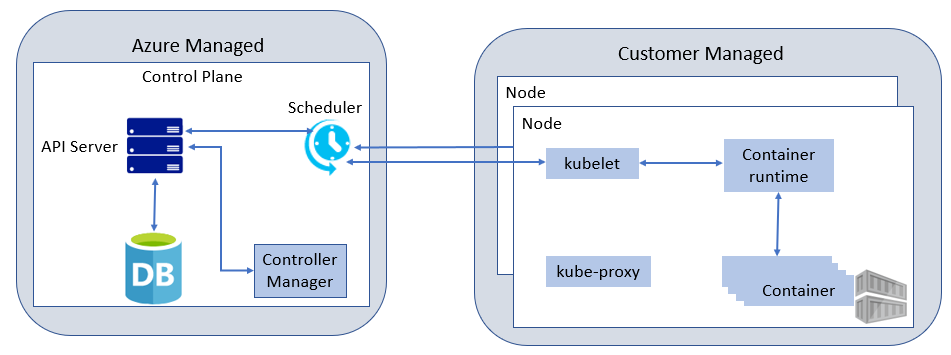 Azure Managed
Control Plane
Scheduler
API Server
DB
Controller
Manager
Customer Managed
Node
Node
kubelet
Container
runtime
kube-proxy
Container